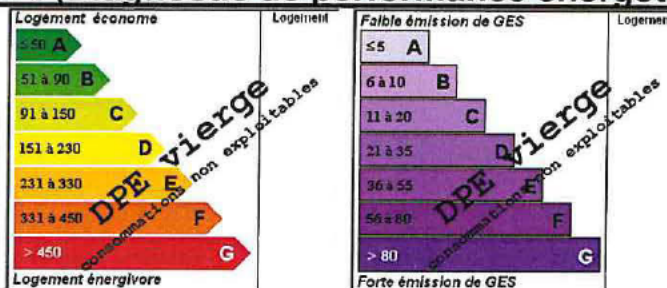 Logement économe
Logement
≤ 50 A
51 à 90 B
91 à 150 C
151 à 230 D
231 à 330 E
331 à 450 F
> 450 G
Logement énergivore
DPE vierge
consommations non exploitables
Faible émission de GES
Logement
≤5 A
6 à 10 B
11 à 20 C
21 à 35 D
36 à 55 E
56 à 80 F
> 80 G
Forte émission de GES
DPE vierge
consommations non exploitables